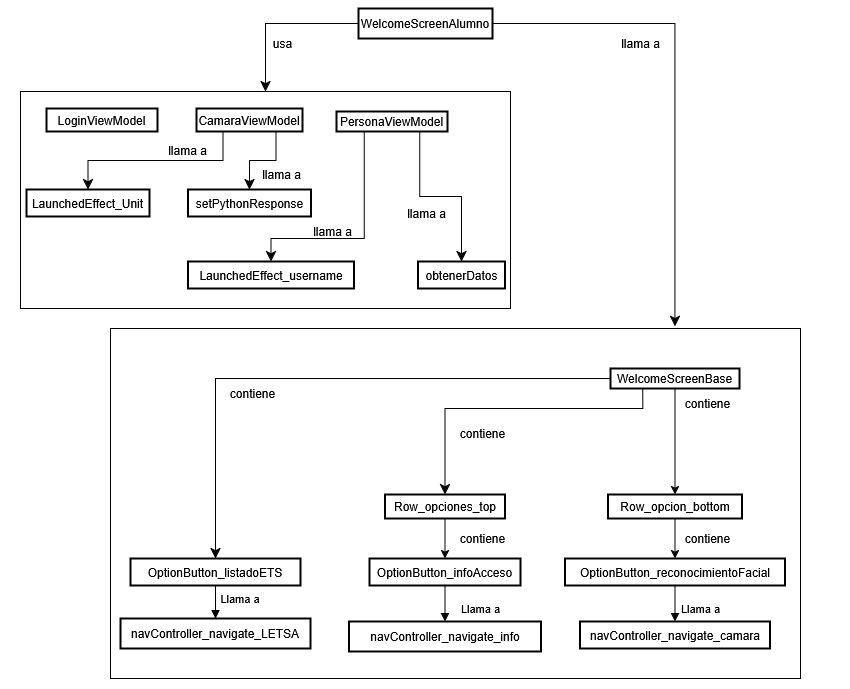 WelcomeScreenAlumno
usa
llama a
LoginViewModel
CamaraViewModel
PersonaViewModel
llama a
llama a
LaunchedEffect_Unit
setPythonResponse
llama a
llama a
LaunchedEffect_username
obtenerDatos
WelcomeScreenBase
contiene
contiene
contiene
Row_opciones_top
Row_opcion_bottom
contiene
contiene
OptionButton_listadoETS
OptionButton_infoAcceso
OptionButton_reconocimientoFacial
Llama a
Llama a
Llama a
navController_navigate_LETSA
navController_navigate_info
navController_navigate_camara